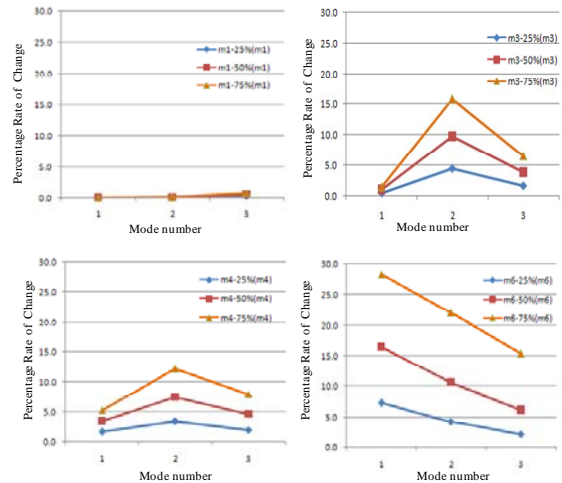 Percentage Rate of Change
30.0
25.0
20.0
15.0
10.0
5.0
0.0
m1-25%(m1)
m1-50%(m1)
m1-75%(m1)
1 2 3
Mode number
Percentage Rate of Change
30.0
25.0
20.0
15.0
10.0
5.0
0.0
m3-25%(m3)
m3-50%(m3)
m3-75%(m3)
1 2 3
Mode number
Percentage Rate of Change
30.0
25.0
20.0
15.0
10.0
5.0
0.0
m4-25%(m4)
m4-50%(m4)
m4-75%(m4)
1 2 3
Mode number
Percentage Rate of Change
30.0
25.0
20.0
15.0
10.0
5.0
0.0
m6-25%(m6)
m6-50%(m6)
m6-75%(m6)
1 2 3
Mode number